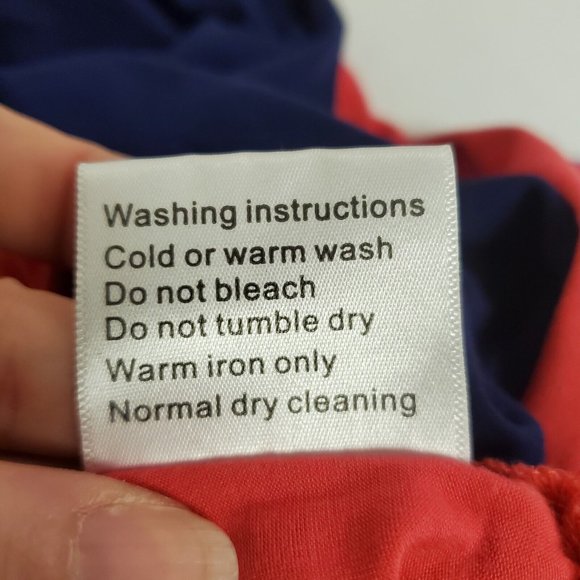 Washing instructions
Cold or warm wash
Do not bleach
Do not tumble dry
Warm iron only
Normal dry cleaning